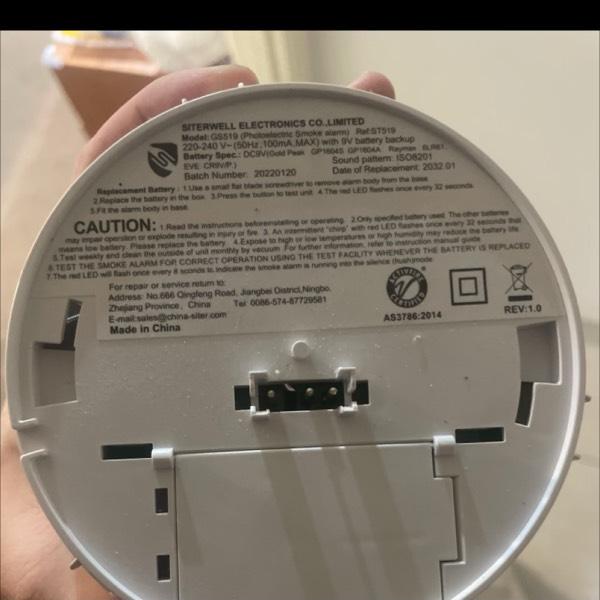 SITERWELL ELECTRONICS CO.,LIMITED
Model: GS519 (Photoelectric Smoke alarm) Ref:ST519
220-240 V~ (50Hz,100mA,MAX) with 9V battery backup
Battery Spec.: DC9V(Gold Peak GP1604S GP1604A Raymax 6LR61,
EVE: CR9V/P.) Sound pattern: ISO8201
Batch Number: 20220120 Date of Replacement: 2032.01
Replacement Battery : 1.Use a small flat blade screwdriver to remove alarm body from the base
2.Replace the battery in the box 3.Press the button to test unit 4.The red LED flashes once every 32 seconds
5.Fit the alarm body in base.
CAUTION: 1.Read the instructions before installing or operating. 2.Only specified battery used. The other batteries
may impair operation or explode resulting in injury or fire. 3. An intermittent "chirp" with red LED flashes once every 32 seconds that
means low battery. Please replace the battery. 4.Expose to high or low temperatures or high humidity may reduce the battery life
5.Test weekly and clean the outside of unit monthly by vacuum For further information, refer to instruction manual guide.
6.TEST THE SMOKE ALARM FOR CORRECT OPERATION USING THE TEST FACILITY WHENEVER THE BATTERY IS REPLACED
7.The red LED will flash once every 8 seconds to indicate the smoke alarm is running into the silence (hush)mode.
For repair or service return to:
Address: No.666 Qingfeng Road, Jiangbei District,Ningbo,
Zhejiang Province, China Tel: 0086-574-87729581
E-mail:sales@china-siter.com
Made in China
ACTIVFIRE
CERTIFIED
AS3786:2014
REV:1.0